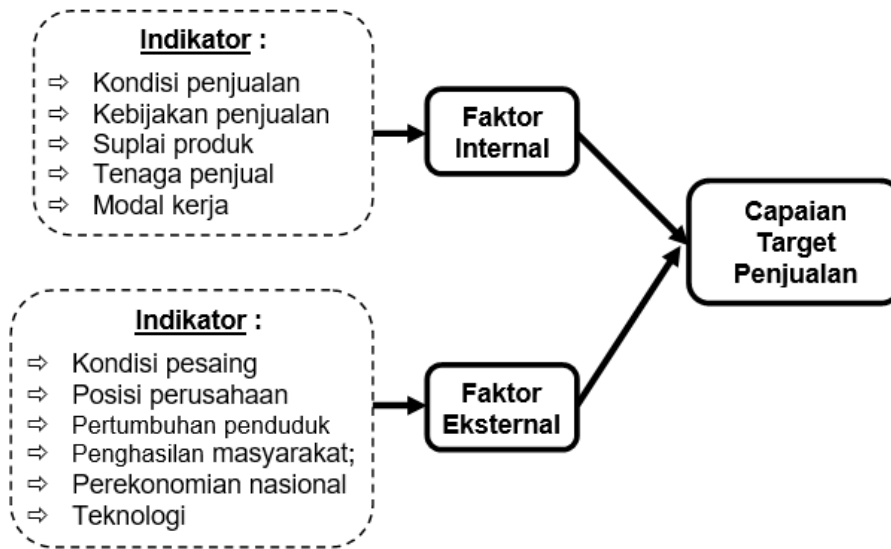 Indikator :
⇨ Kondisi penjualan
⇨ Kebijakan penjualan
⇨ Suplai produk
⇨ Tenaga penjual
⇨ Modal kerja
Faktor
Internal
Capaian
Target
Penjualan
Indikator :
⇨ Kondisi pesaing
⇨ Posisi perusahaan
⇨ Pertumbuhan penduduk
⇨ Penghasilan masyarakat;
⇨ Perekonomian nasional
⇨ Teknologi
Faktor
Eksternal